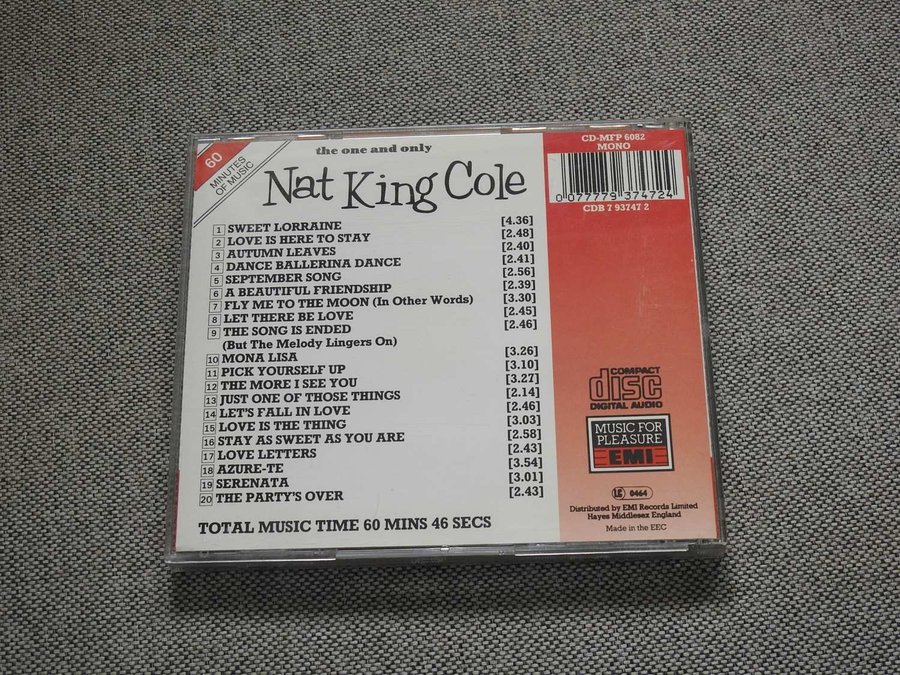 60
MINUTES
OF MUSIC
the one and only
Nat King Cole
1 SWEET LORRAINE [4.36]
2 LOVE IS HERE TO STAY [2.48]
3 AUTUMN LEAVES [2.40]
4 DANCE BALLERINA DANCE [2.41]
5 SEPTEMBER SONG [2.56]
6 A BEAUTIFUL FRIENDSHIP [2.39]
7 FLY ME TO THE MOON (In Other Words) [3.30]
8 LET THERE BE LOVE [2.45]
9 THE SONG IS ENDED [2.46]
(But The Melody Lingers On)
10 MONA LISA [3.26]
11 PICK YOURSELF UP [3.10]
12 THE MORE I SEE YOU [3.27]
13 JUST ONE OF THOSE THINGS [2.14]
14 LET'S FALL IN LOVE [2.46]
15 LOVE IS THE THING [3.03]
16 STAY AS SWEET AS YOU ARE [2.58]
17 LOVE LETTERS [2.43]
18 AZURE-TE [3.54]
19 SERENATA [3.01]
20 THE PARTY'S OVER [2.43]
TOTAL MUSIC TIME 60 MINS 46 SECS
CD-MFP 6082
MONO
0 077779 374724
CDB 7 93747 2
COMPACT
disc
DIGITAL AUDIO
MUSIC FOR
PLEASURE
EMI
LC 0464
Distributed by EMI Records Limited
Hayes Middlesex England
Made in the EEC